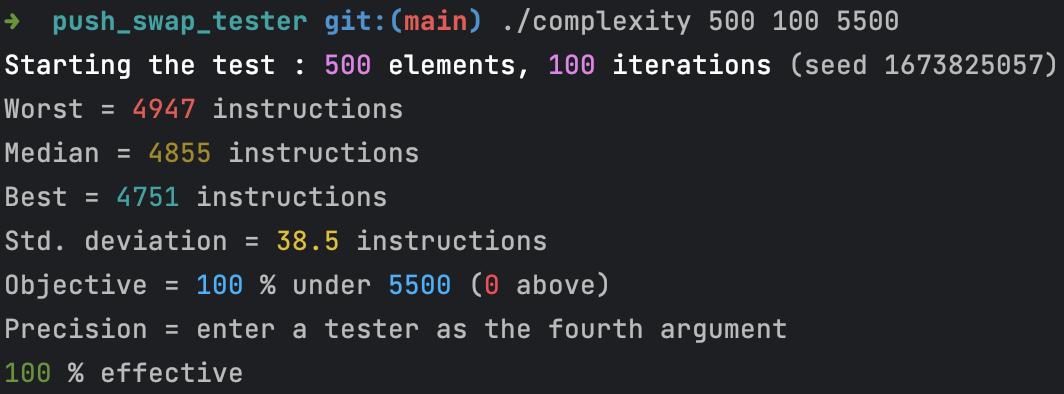 ➜  push_swap_tester git:(main) ./complexity 500 100 5500
Starting the test : 500 elements, 100 iterations (seed 1673825057)
Worst = 4947 instructions
Median = 4855 instructions
Best = 4751 instructions
Std. deviation = 38.5 instructions
Objective = 100 % under 5500 (0 above)
Precision = enter a tester as the fourth argument
100 % effective